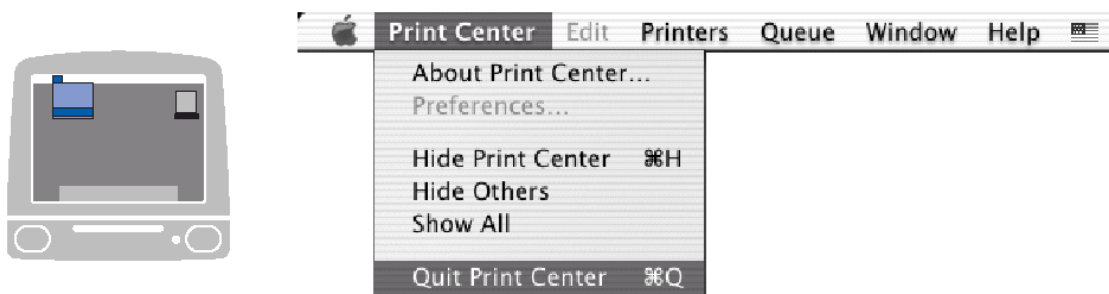 Print Center Edit Printers Queue Window Help
About Print Center...
Preferences...
Hide Print Center ⌘H
Hide Others
Show All
Quit Print Center ⌘Q